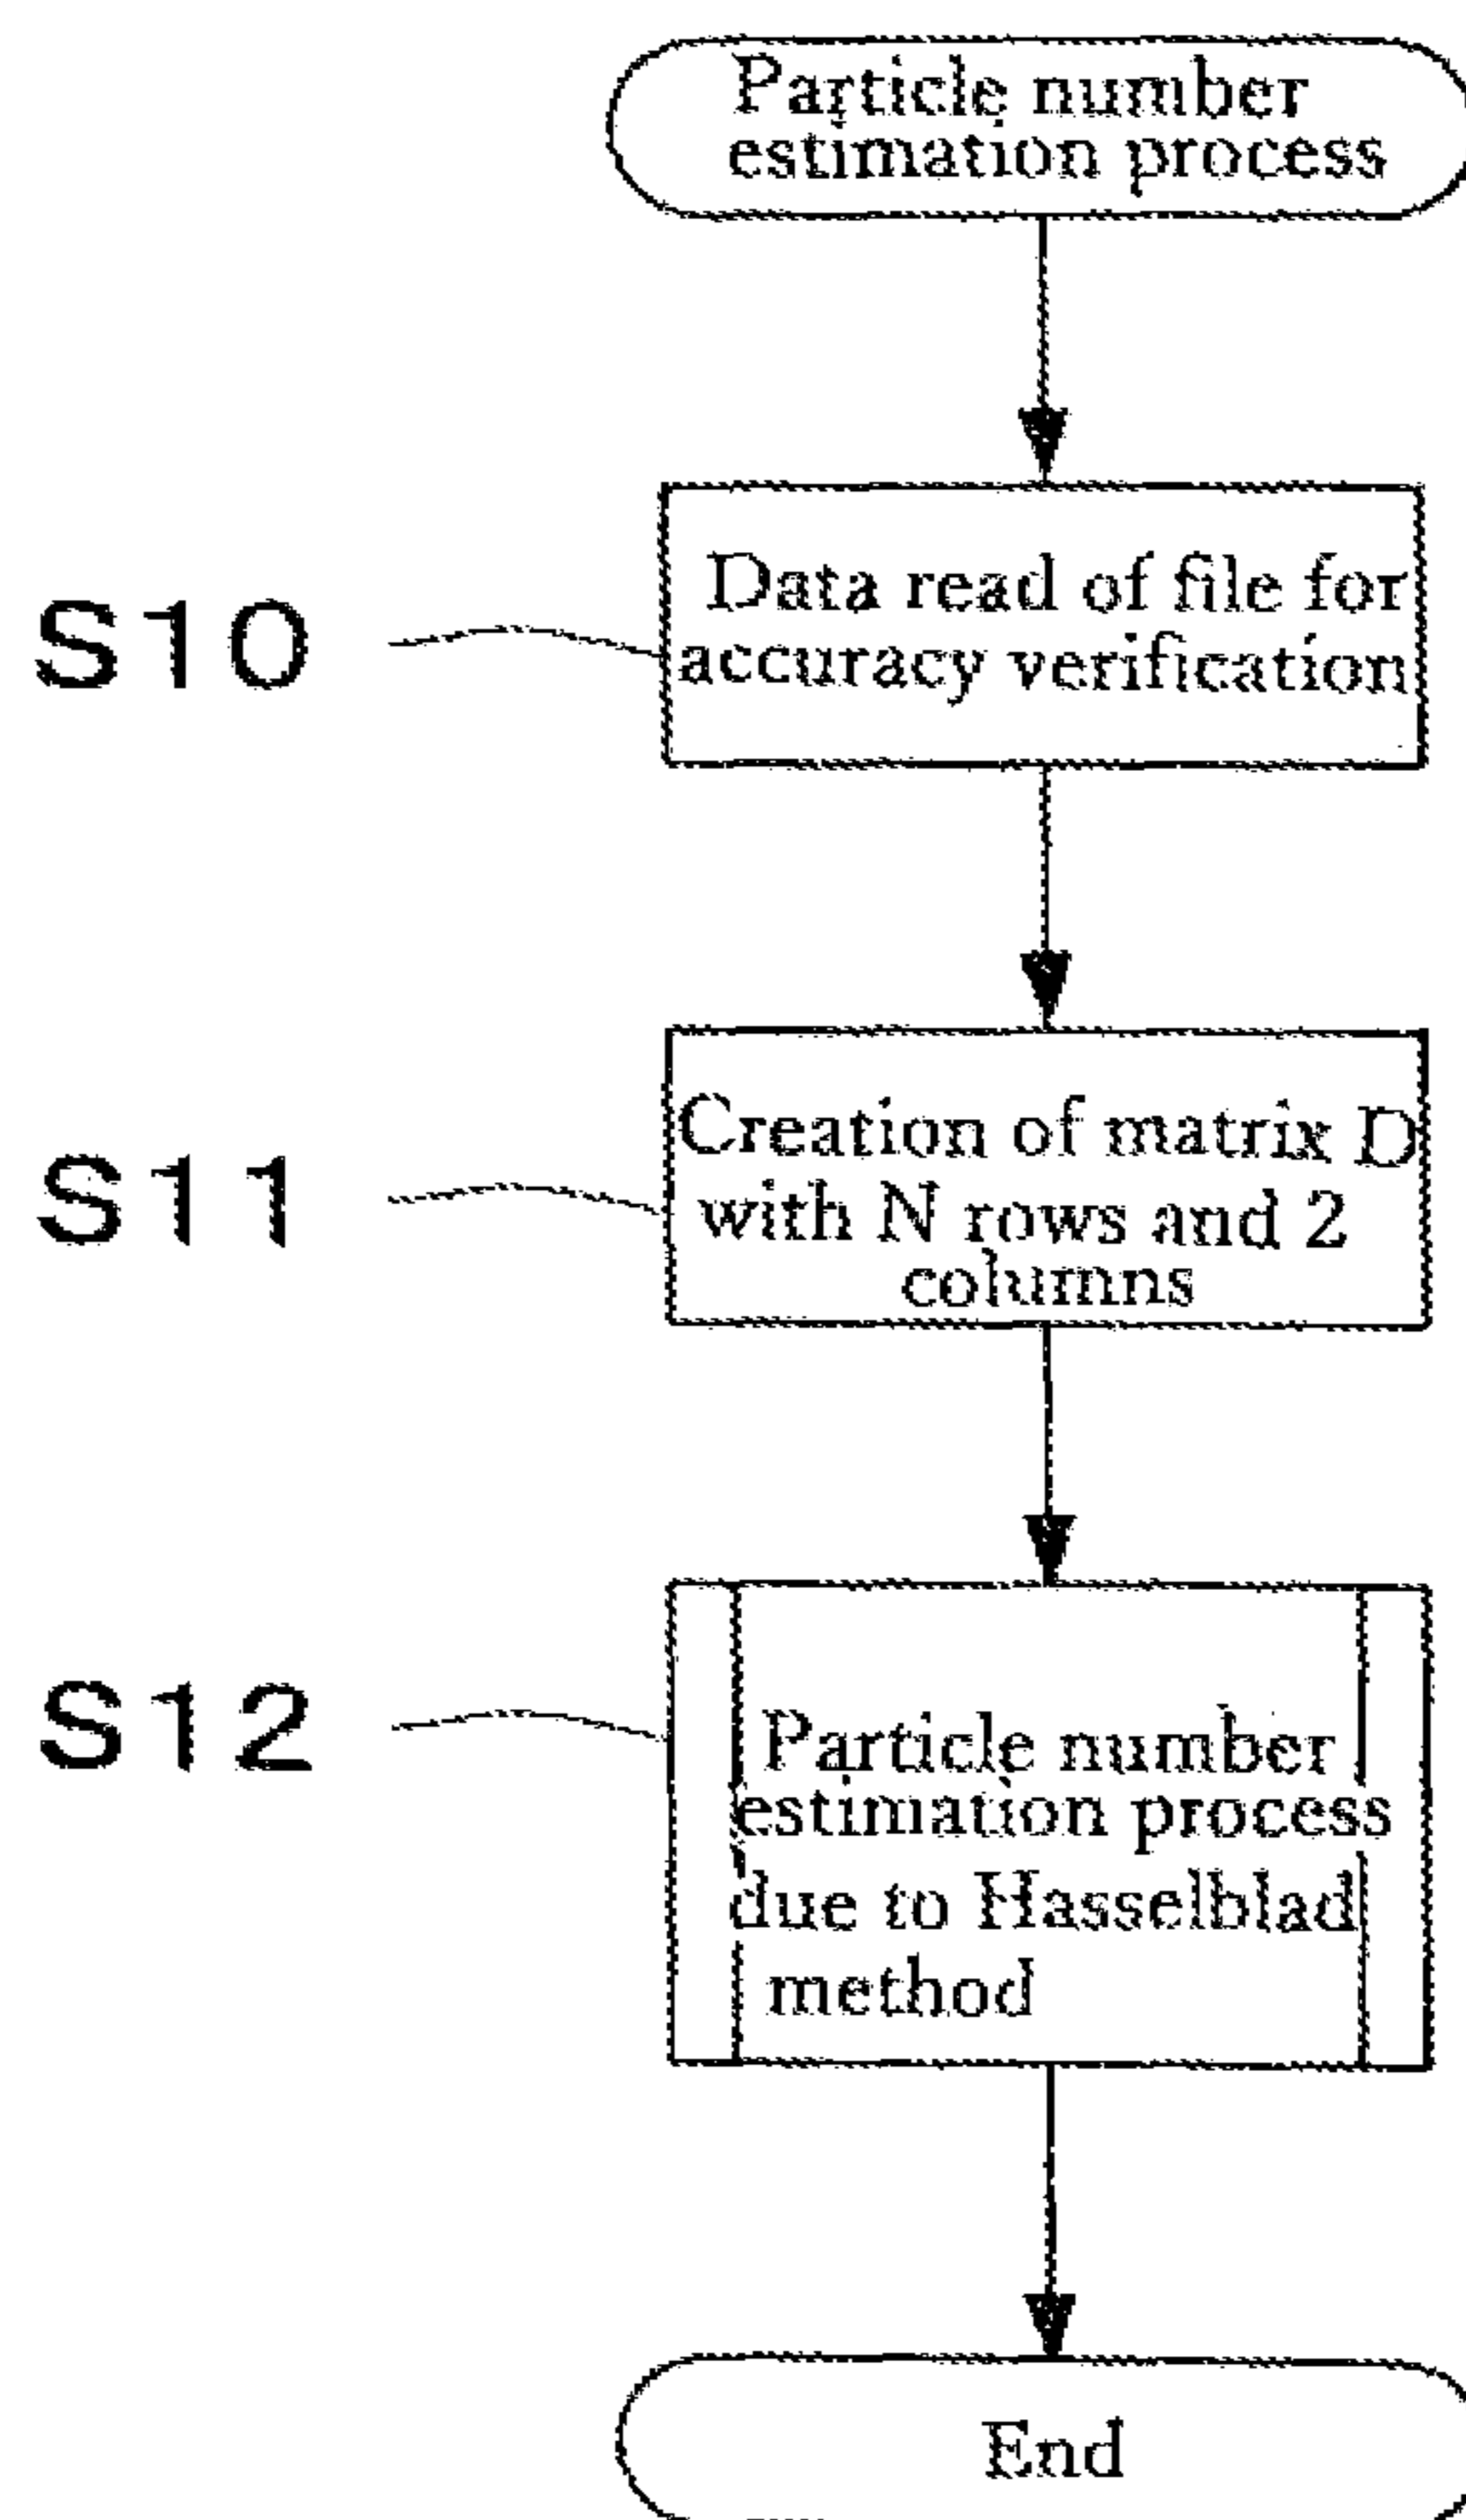 Particle number
estimation process
Data read of file for
S10
accuracy verification
Creation of matrix D
S11
with N rows and 2
columns
S12
Particle number
estimation process
due to Hasselblad
method
End